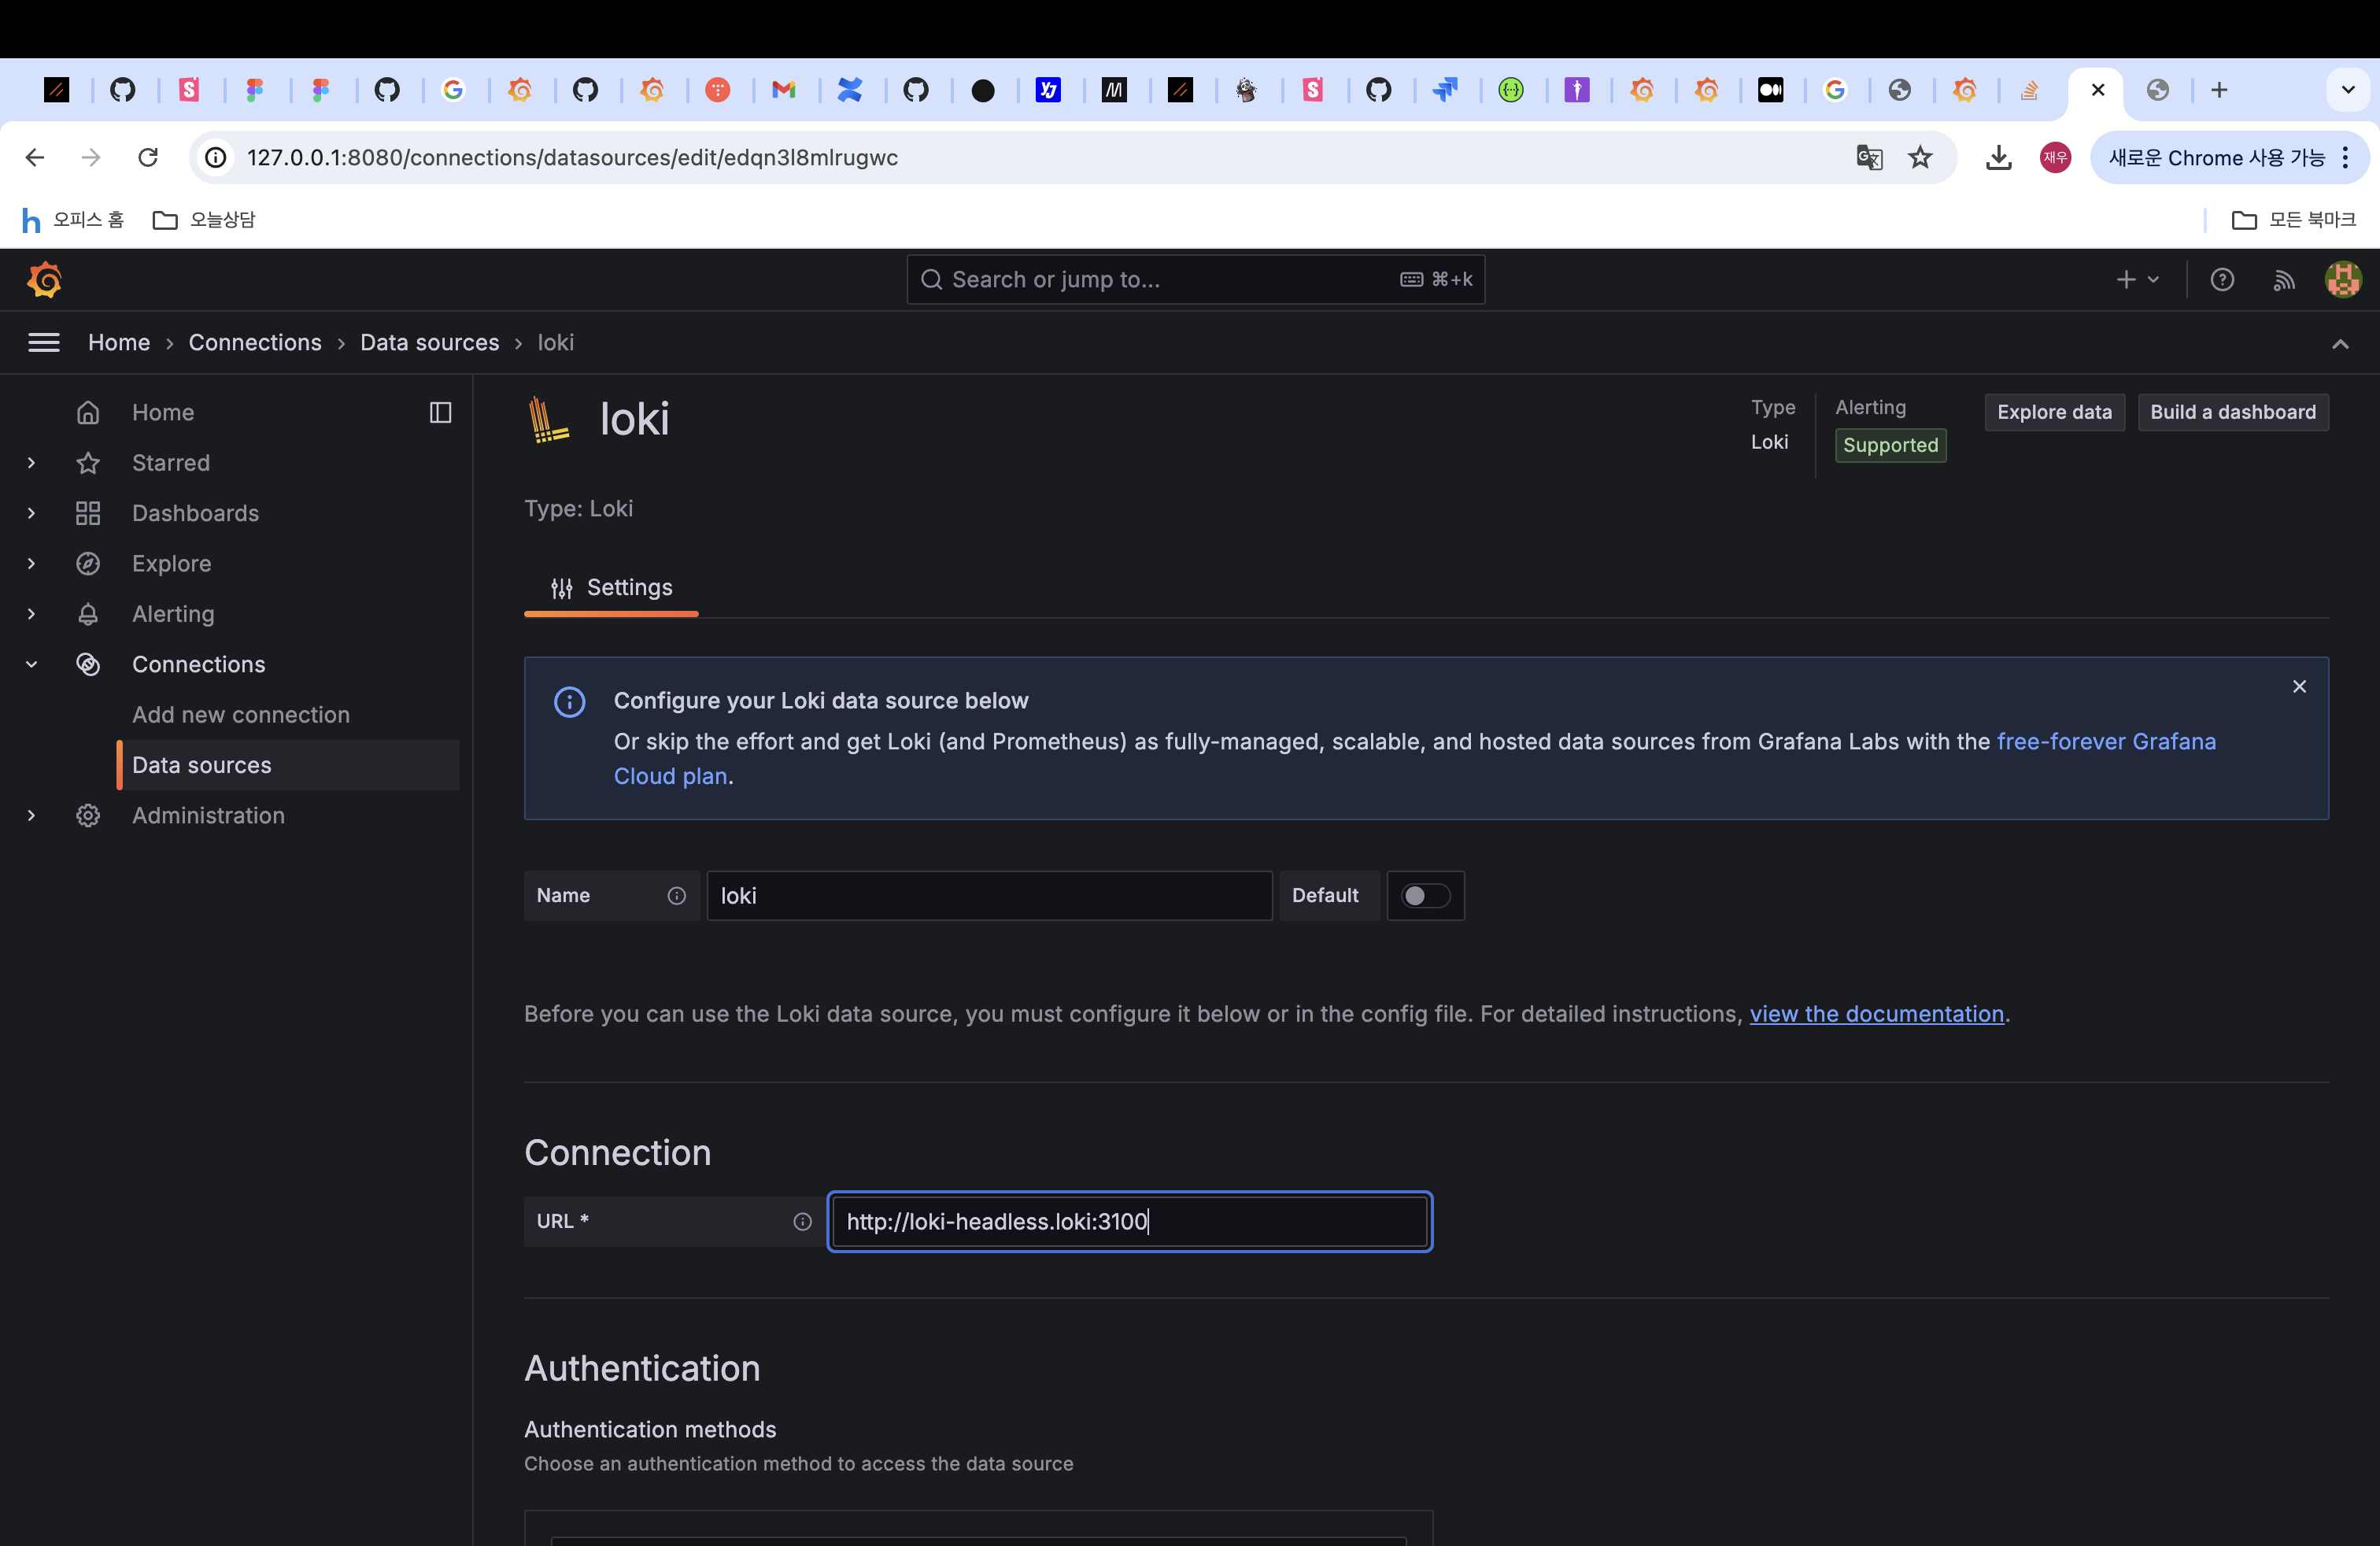 127.0.0.1:8080/connections/datasources/edit/edqn3l8mlrugwc
재우
새로운 Chrome 사용 가능
오피스 홈
오늘상담
모든 북마크
Search or jump to...
⌘+k
Home › Connections › Data sources › loki
Home
Starred
Dashboards
Explore
Alerting
Connections
Add new connection
Data sources
Administration
loki
Type
Loki
Alerting
Supported
Explore data
Build a dashboard
Type: Loki
Settings
Configure your Loki data source below
Or skip the effort and get Loki (and Prometheus) as fully-managed, scalable, and hosted data sources from Grafana Labs with the free-forever Grafana
Cloud plan.
Name
loki
Default
Before you can use the Loki data source, you must configure it below or in the config file. For detailed instructions, view the documentation.
Connection
URL *
http://loki-headless.loki:3100
Authentication
Authentication methods
Choose an authentication method to access the data source